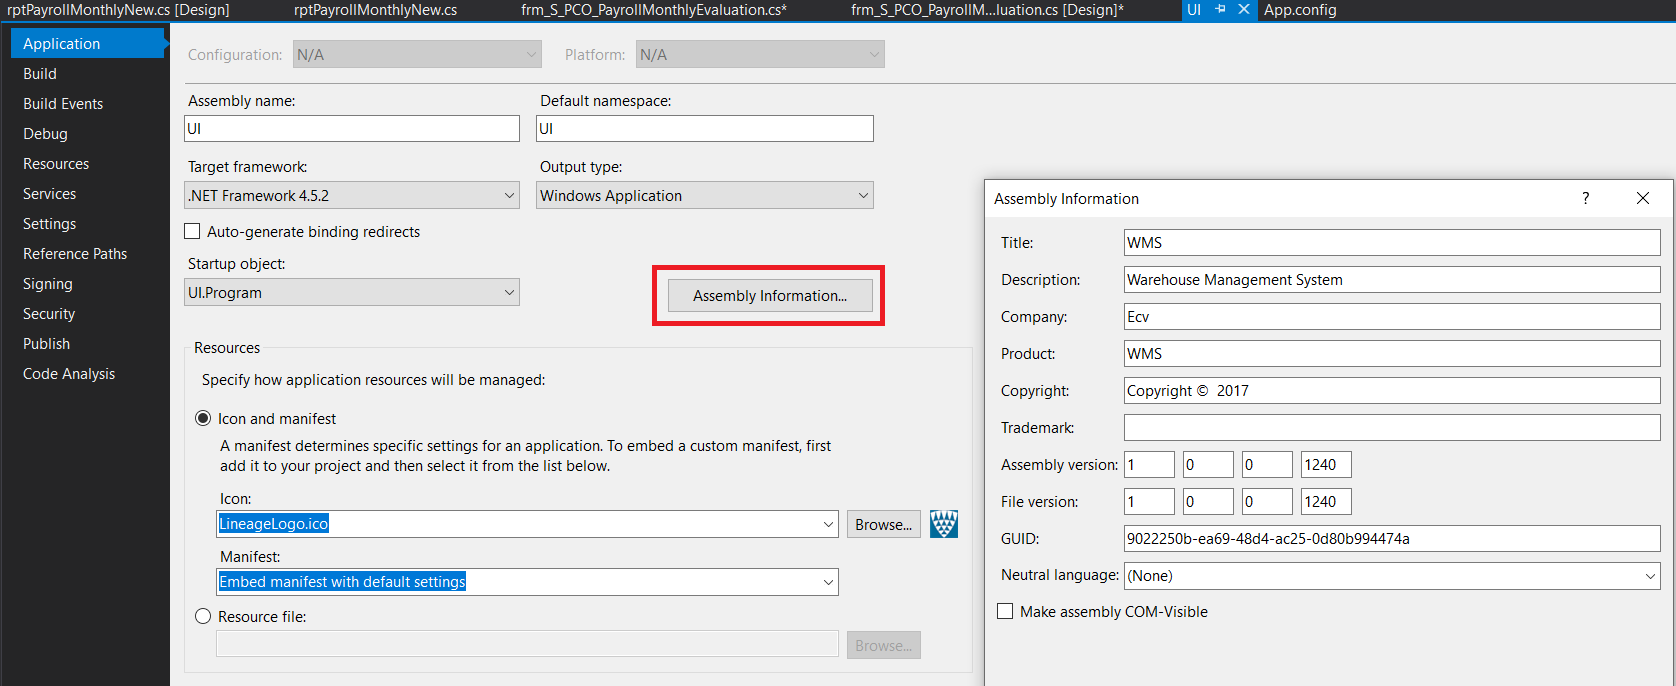 rptPayrollMonthlyNew.cs [Design]
rptPayrollMonthlyNew.cs
frm_S_PCO_PayrollMonthlyEvaluation.cs*
frm_S_PCO_PayrollM...luation.cs [Design]*
UI
App.config
Application
Build
Build Events
Debug
Resources
Services
Settings
Reference Paths
Signing
Security
Publish
Code Analysis
Configuration: N/A
Platform: N/A
Assembly name:
Default namespace:
UI
UI
Target framework:
Output type:
.NET Framework 4.5.2
Windows Application
Auto-generate binding redirects
Startup object:
UI.Program
Assembly Information...
Resources
Specify how application resources will be managed:
Icon and manifest
A manifest determines specific settings for an application. To embed a custom manifest, first
add it to your project and then select it from the list below.
Icon:
LineageLogo.ico
Browse...
Manifest:
Embed manifest with default settings
Resource file:
Browse...
Assembly Information
?
Title: WMS
Description: Warehouse Management System
Company: Ecv
Product: WMS
Copyright: Copyright © 2017
Trademark:
Assembly version: 1 0 0 1240
File version: 1 0 0 1240
GUID: 9022250b-ea69-48d4-ac25-0d80b994474a
Neutral language: (None)
Make assembly COM-Visible